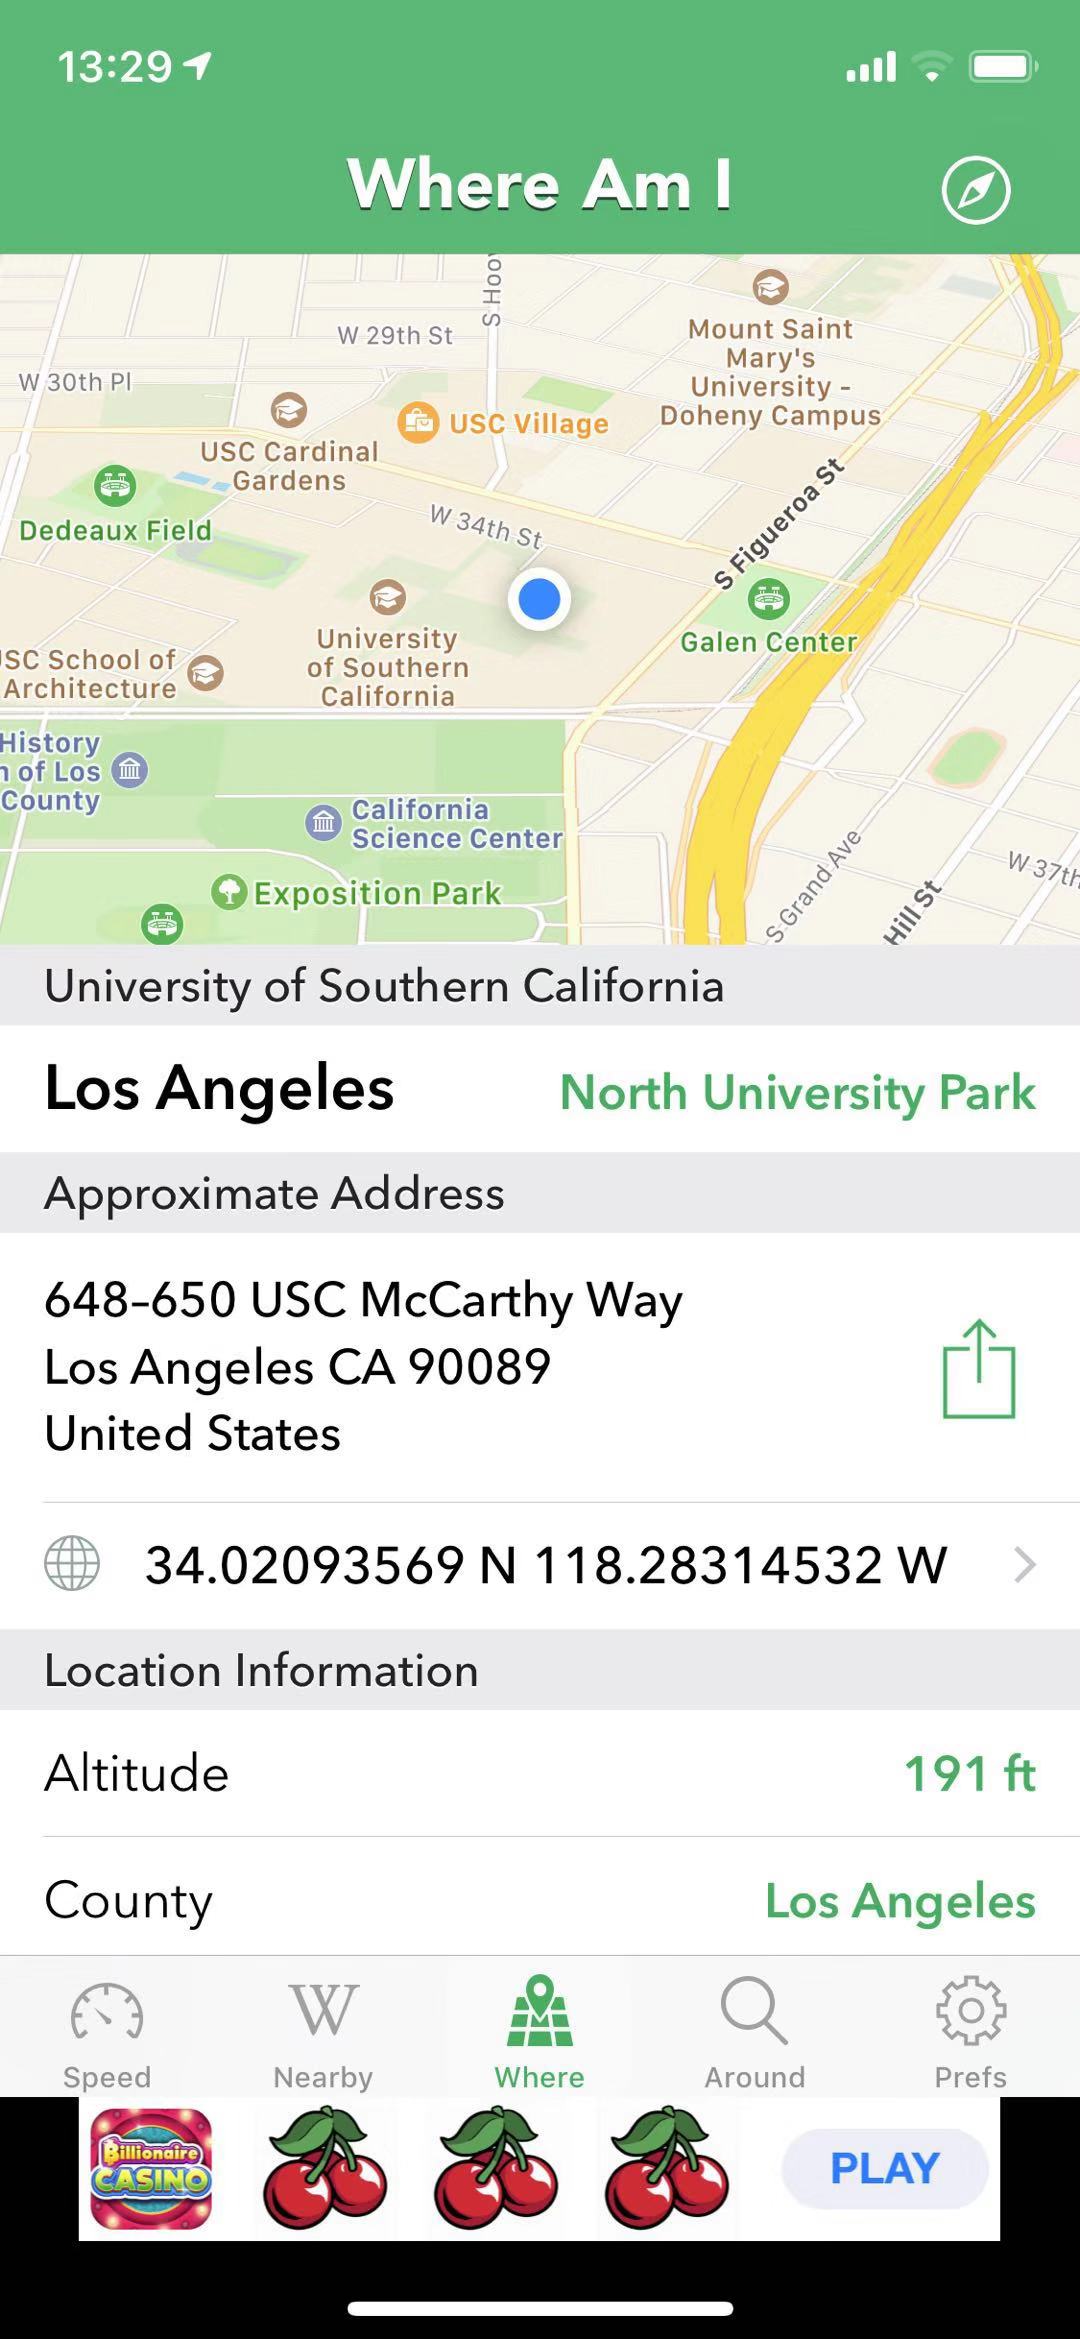 13:29
Where Am I
S Hoo
W 29th St
Mount Saint
Mary's
University -
Doheny Campus
W 30th Pl
USC Village
USC Cardinal
Gardens
Dedeaux Field
W 34th St
S Figueroa St
University
of Southern
California
Galen Center
SC School of
Architecture
History
n of Los
County
California
Science Center
Exposition Park
S Grand Ave
Hill St
W 37th
University of Southern California
Los Angeles
North University Park
Approximate Address
648-650 USC McCarthy Way
Los Angeles CA 90089
United States
34.02093569 N 118.28314532 W
Location Information
Altitude
191 ft
County
Los Angeles
Speed
W
Nearby
Where
Around
Prefs
Billionaire
CASINO
PLAY